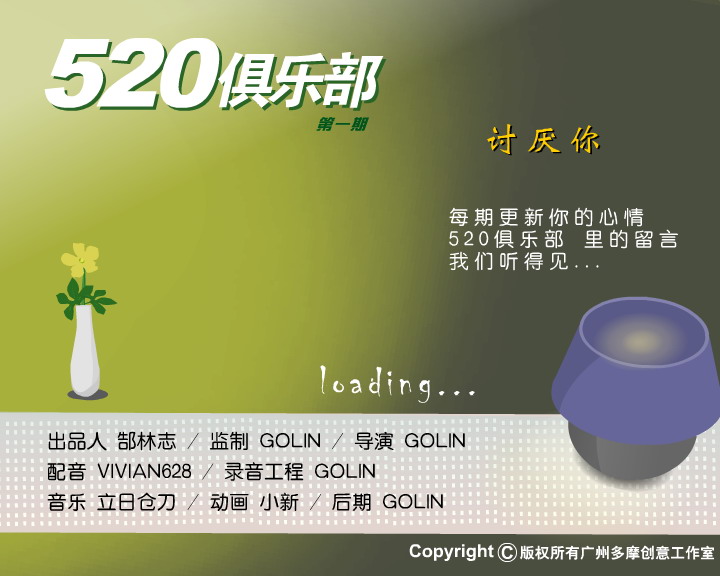 520俱乐部
第一期
讨厌你
每期更新你的心情
520俱乐部 里的留言
我们听得见...
loading...
出品人 郜林志 / 监制 GOLIN / 导演 GOLIN
配音 VIVIAN628 / 录音工程 GOLIN
音乐 立日仓刀 / 动画 小新 / 后期 GOLIN
Copyright © 版权所有广州多摩创意工作室